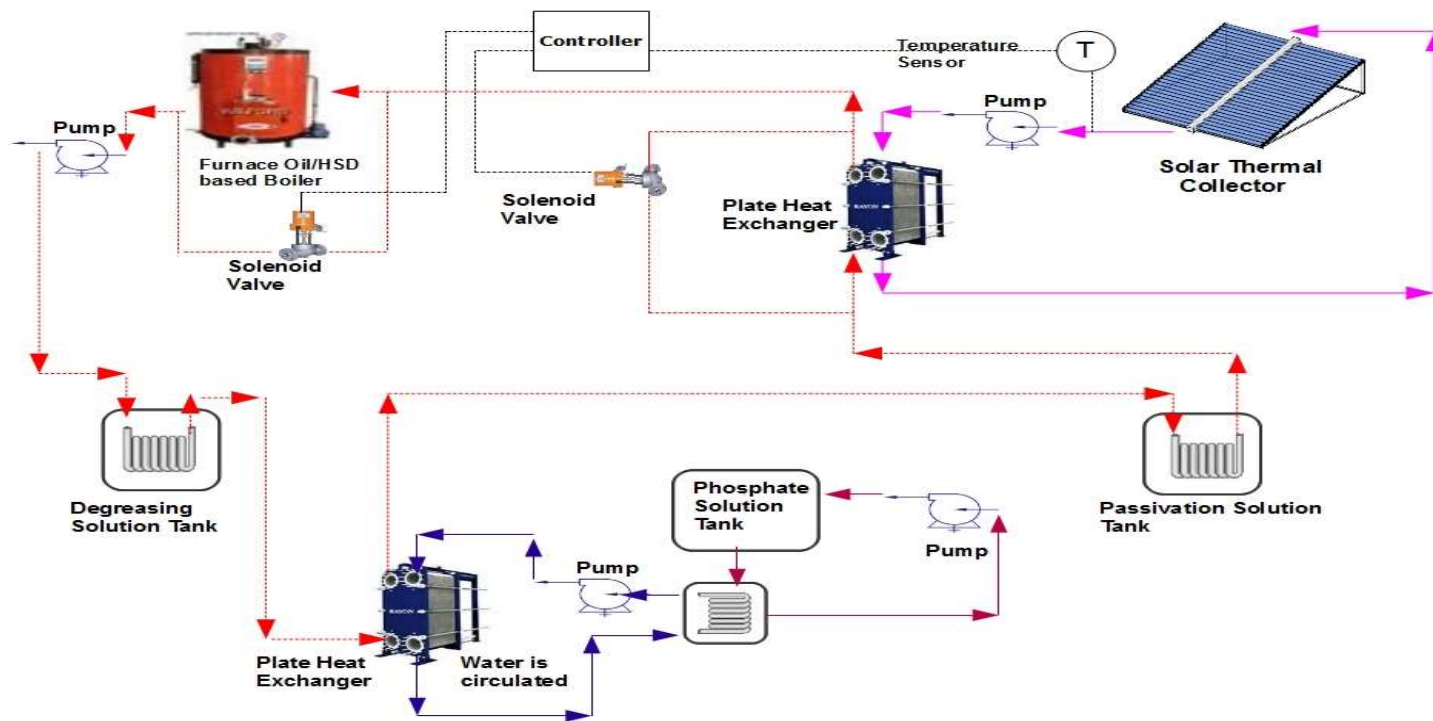 Controller
Temperature
Sensor
T
Pump
Pump
Furnace Oil/HSD
based Boiler
Solenoid
Valve
Solenoid
Valve
Plate Heat
Exchanger
Solar Thermal
Collector
Degreasing
Solution Tank
Phosphate
Solution
Tank
Passivation Solution
Tank
Pump
Pump
Plate Heat
Exchanger
Water is
circulated